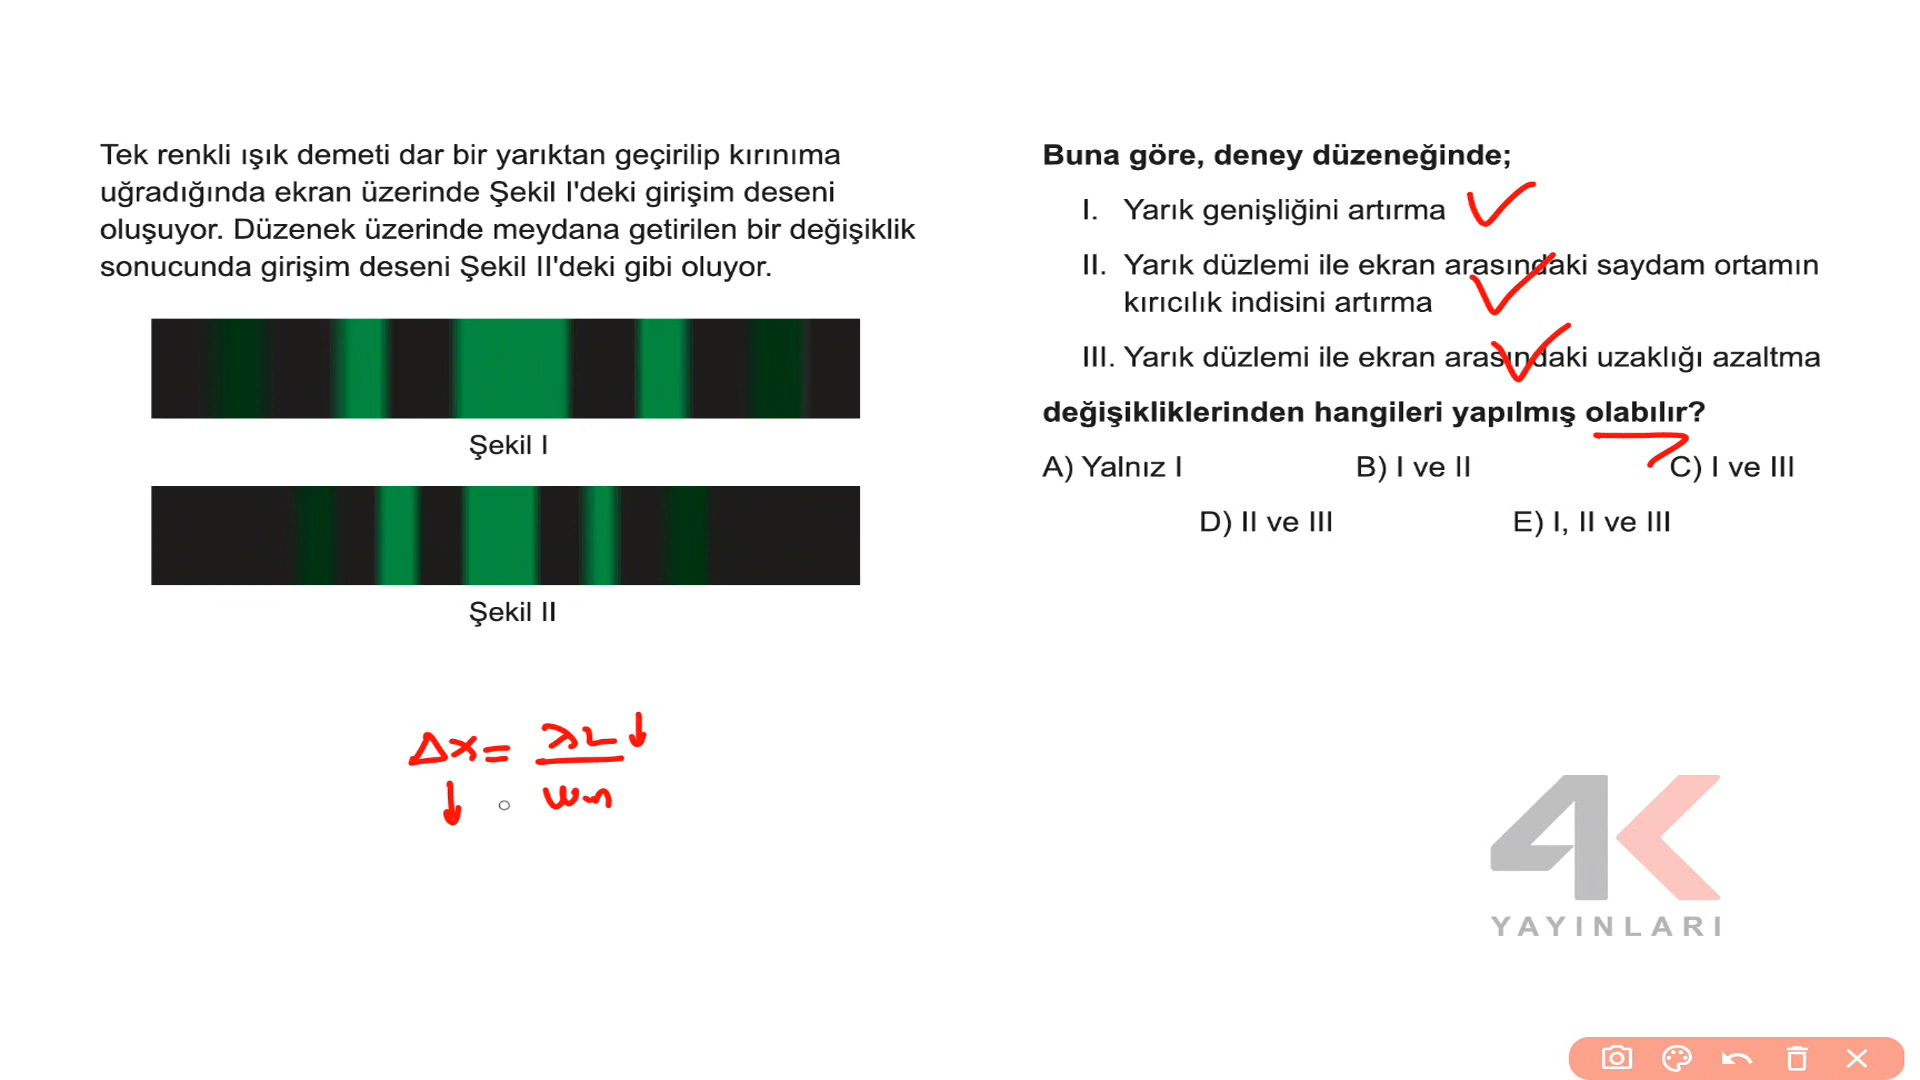 Tek renkli ışık demeti dar bir yarıktan geçirilip kırınıma
uğradığında ekran üzerinde Şekil I'deki girişim deseni
oluşuyor. Düzenek üzerinde meydana getirilen bir değişiklik
sonucunda girişim deseni Şekil II'deki gibi oluyor.
Şekil I
Şekil II
Δx = λL ↓
↓ wn
Buna göre, deney düzeneğinde;
I. Yarık genişliğini artırma
II. Yarık düzlemi ile ekran arasındaki saydam ortamın
kırıcılık indisini artırma
III. Yarık düzlemi ile ekran arasındaki uzaklığı azaltma
değişikliklerinden hangileri yapılmış olabilir?
A) Yalnız I B) I ve II C) I ve III
D) II ve III E) I, II ve III
4K
YAYINLARI